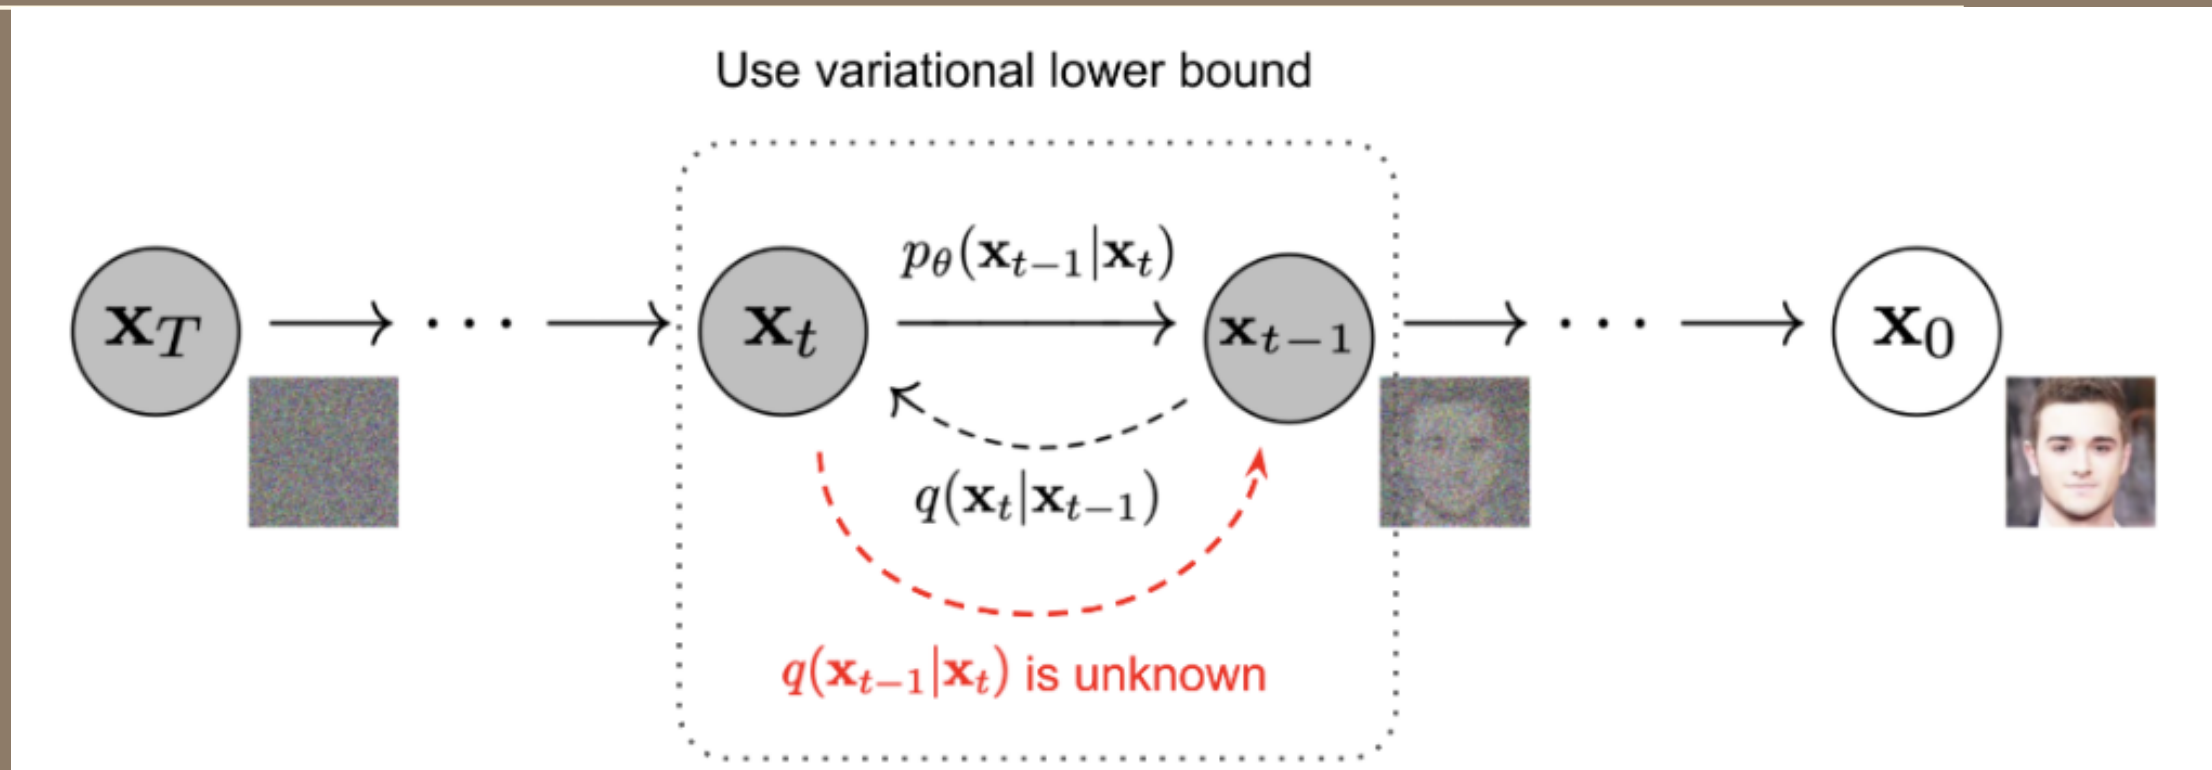 Use variational lower bound
p_θ(x_{t−1}|x_t)
x_T → ··· → x_t → x_{t−1} → ··· → x_0
q(x_t|x_{t−1})
q(x_{t−1}|x_t) is unknown